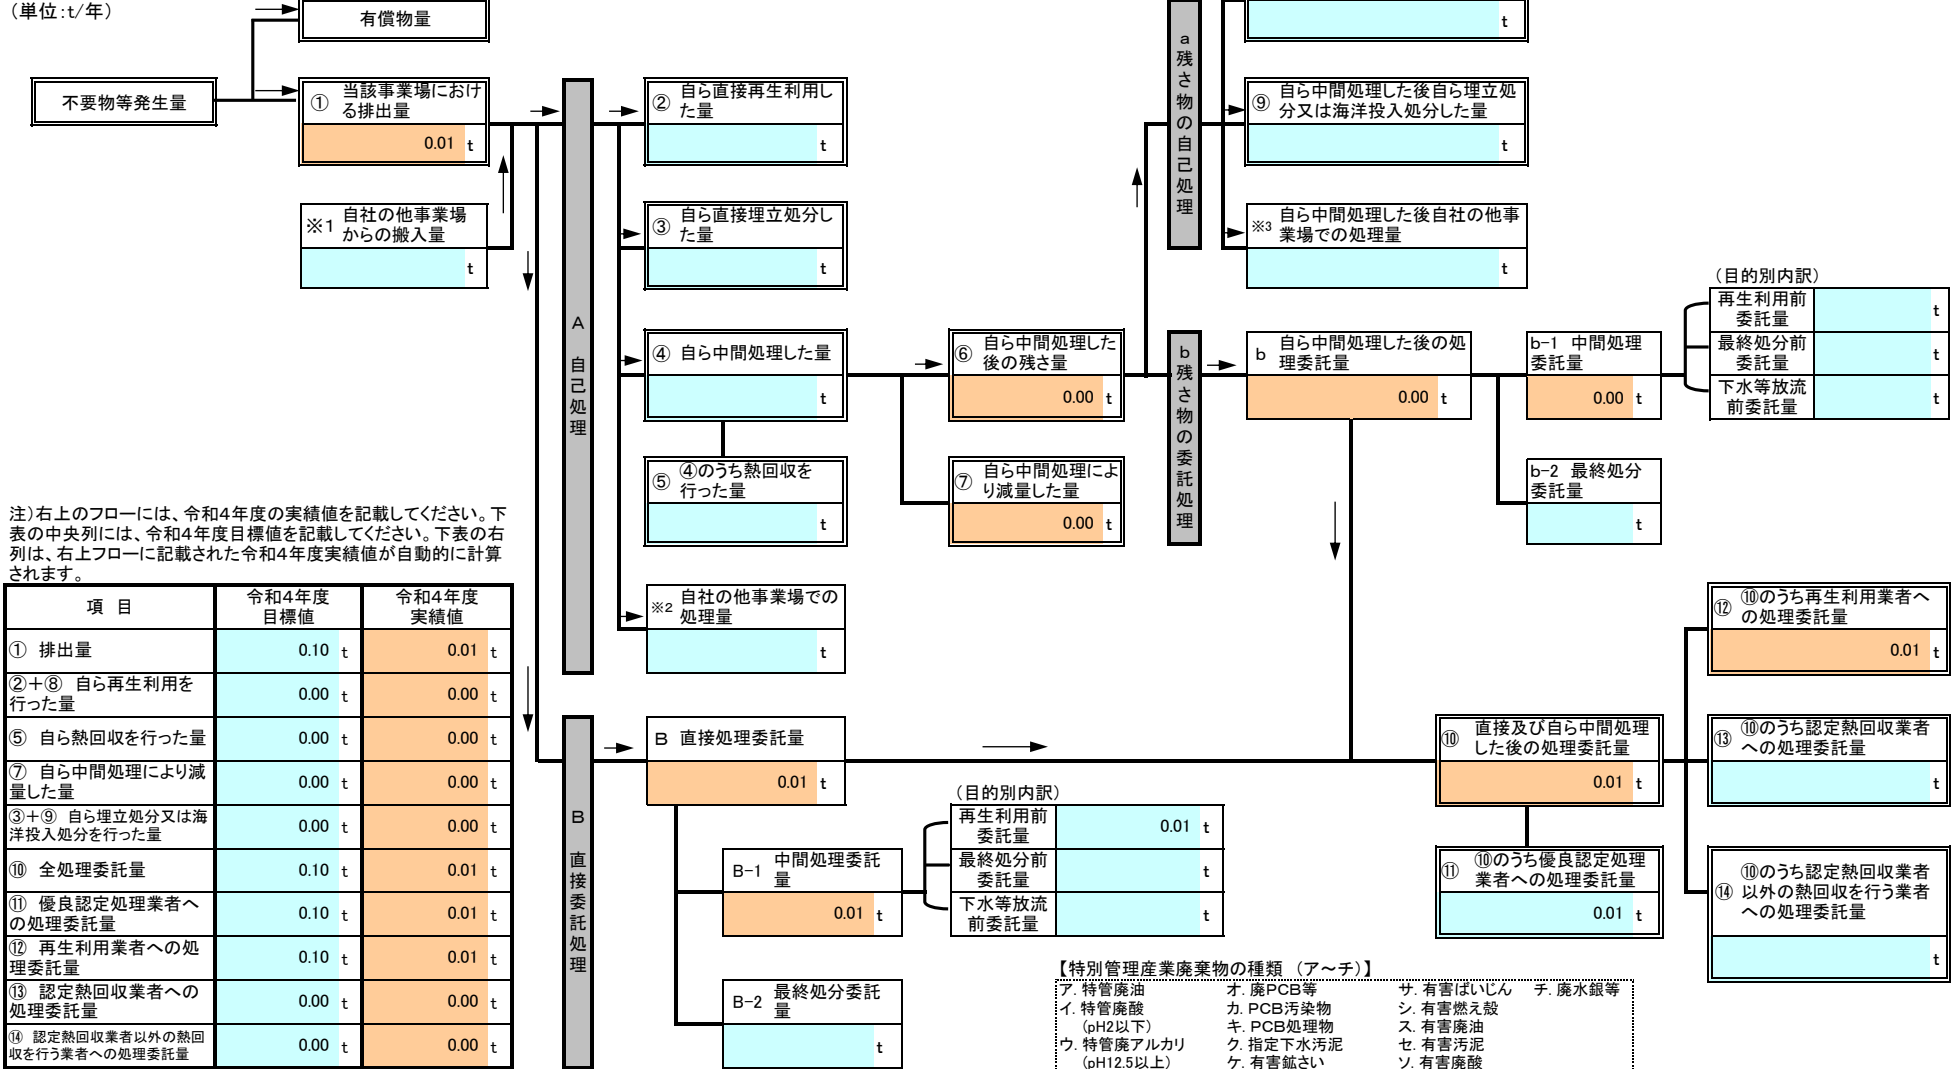 （単位:t/年）
有償物量
t
不要物等発生量
① 当該事業場におけ
る排出量
0.01 t
※1 自社の他事業場
からの搬入量
t
A 自己処理
② 自ら直接再生利用し
た量
t
③ 自ら直接埋立処分し
た量
t
④ 自ら中間処理した量
t
⑤ ④のうち熱回収を
行った量
t
※2 自社の他事業場での
処理量
t
⑥ 自ら中間処理した
後の残さ量
0.00 t
⑦ 自ら中間処理によ
り減量した量
0.00 t
a 残さ物の自己処理
⑨ 自ら中間処理した後自ら埋立処
分又は海洋投入処分した量
t
※3 自ら中間処理した後自社の他事
業場での処理量
t
b 残さ物の委託処理
b 自ら中間処理した後の処
理委託量
0.00 t
b-1 中間処理
委託量
0.00 t
b-2 最終処分
委託量
t
（目的別内訳）
再生利用前
委託量 t
最終処分前
委託量 t
下水等放流
前委託量 t
注）右上のフローには、令和4年度の実績値を記載してください。下
表の中央列には、令和4年度目標値を記載してください。下表の右
列は、右上フローに記載された令和4年度実績値が自動的に計算
されます。
項 目 令和4年度
目標値 令和4年度
実績値
① 排出量 0.10 t 0.01 t
②＋⑧ 自ら再生利用を
行った量 0.00 t 0.00 t
⑤ 自ら熱回収を行った量 0.00 t 0.00 t
⑦ 自ら中間処理により減
量した量 0.00 t 0.00 t
③＋⑨ 自ら埋立処分又は海
洋投入処分を行った量 0.00 t 0.00 t
⑩ 全処理委託量 0.10 t 0.01 t
⑪ 優良認定処理業者へ
の処理委託量 0.10 t 0.01 t
⑫ 再生利用業者への処
理委託量 0.10 t 0.01 t
⑬ 認定熱回収業者への
処理委託量 0.00 t 0.00 t
⑭ 認定熱回収業者以外の熱回
収を行う業者への処理委託量 0.00 t 0.00 t
B 直接委託処理
B 直接処理委託量
0.01 t
B-1 中間処理委託
量
0.01 t
B-2 最終処分委託
量
t
（目的別内訳）
再生利用前
委託量 0.01 t
最終処分前
委託量 t
下水等放流
前委託量 t
⑩ 直接及び自ら中間処理
した後の処理委託量
0.01 t
⑪ ⑩のうち優良認定処理
業者への処理委託量
0.01 t
⑫ ⑩のうち再生利用業者へ
の処理委託量
0.01 t
⑬ ⑩のうち認定熱回収業者
への処理委託量
t
⑭ ⑩のうち認定熱回収業者
以外の熱回収を行う業者
への処理委託量
t
【特別管理産業廃棄物の種類 （ア～チ）】
ア. 特管廃油 オ. 廃PCB等 サ. 有害ばいじん チ. 廃水銀等
イ. 特管廃酸 カ. PCB汚染物 シ. 有害燃え殻
（pH2以下） キ. PCB処理物 ス. 有害廃油
ウ. 特管廃アルカリ ク. 指定下水汚泥 セ. 有害汚泥
（pH12.5以上） ケ. 有害鉱さい ソ. 有害廃酸